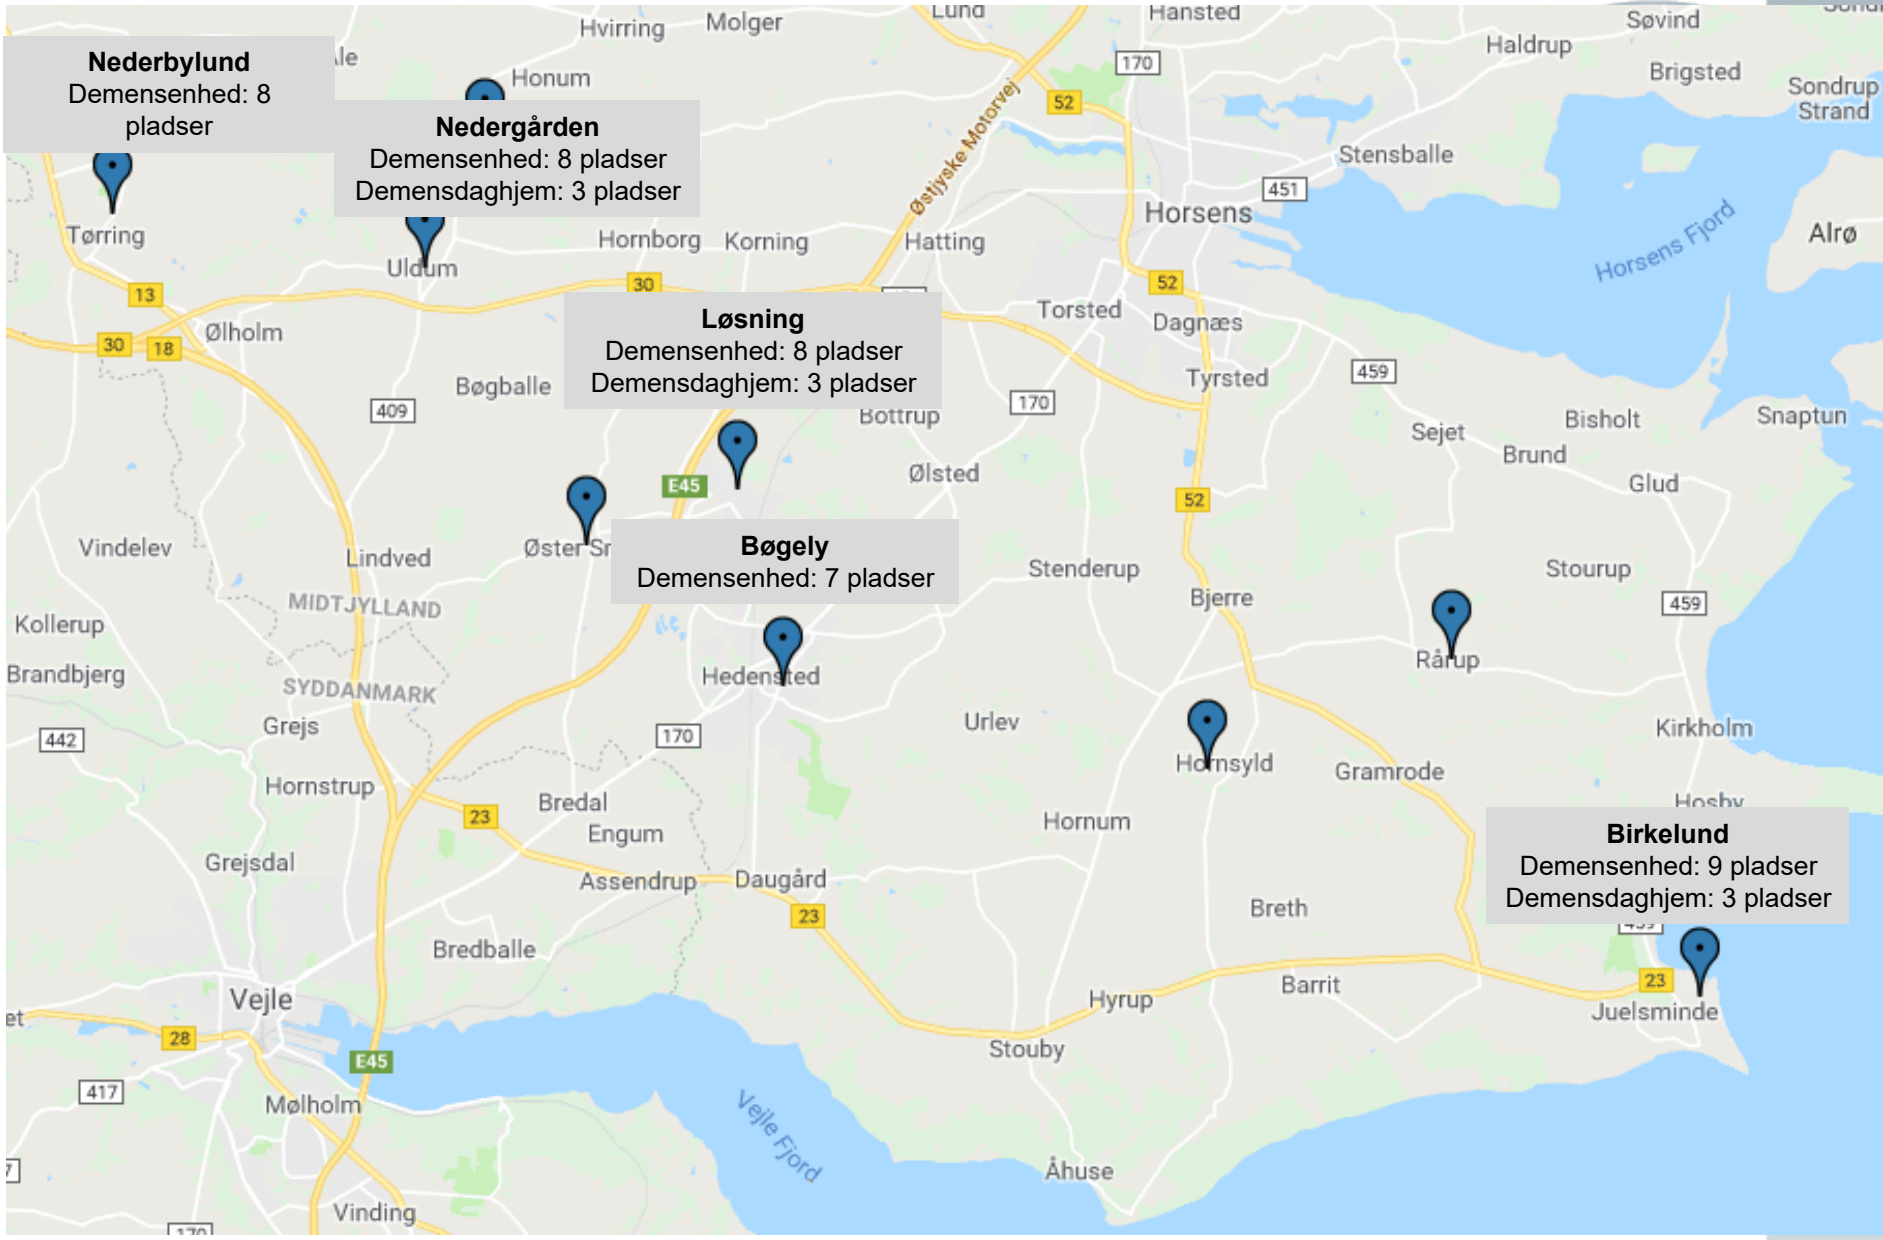 Lund
Hansted
Søvind
Hvirring
Molger
Haldrup
Nederbylund
Demensenhed: 8
pladser
Honum
170
Brigsted
Sondrup
Strand
52
Nedergården
Demensenhed: 8 pladser
Demensdaghjem: 3 pladser
Østjyske Motorvej
Stensballe
451
Horsens
Horsens Fjord
Alrø
Tørring
Uldum
Hornborg
Korning
Hatting
13
30
52
Torsted
Dagnæs
30
18
Ølholm
Løsning
Demensenhed: 8 pladser
Demensdaghjem: 3 pladser
Bøgballe
409
Bottrup
170
Tyrsted
459
Sejet
Bisholt
Snaptun
Brund
Glud
E45
Ølsted
52
Vindelev
Lindved
Øster Sn
Bøgely
Demensenhed: 7 pladser
Stenderup
Stourup
Bjerre
459
MIDTJYLLAND
Kollerup
Brandbjerg
SYDDANMARK
Hedensted
Rårup
Grejs
442
170
Urlev
Kirkholm
Hornsyld
Gramrode
Hornstrup
23
Bredal
Engum
Hornum
Hosby
Birkelund
Demensenhed: 9 pladser
Demensdaghjem: 3 pladser
Grejsdal
Assendrup
Daugård
23
Breth
459
Bredballe
Vejle
Hyrup
Barrit
23
Juelsminde
et
28
E45
Stouby
417
Mølholm
Vejle Fjord
Åhuse
Vinding
170